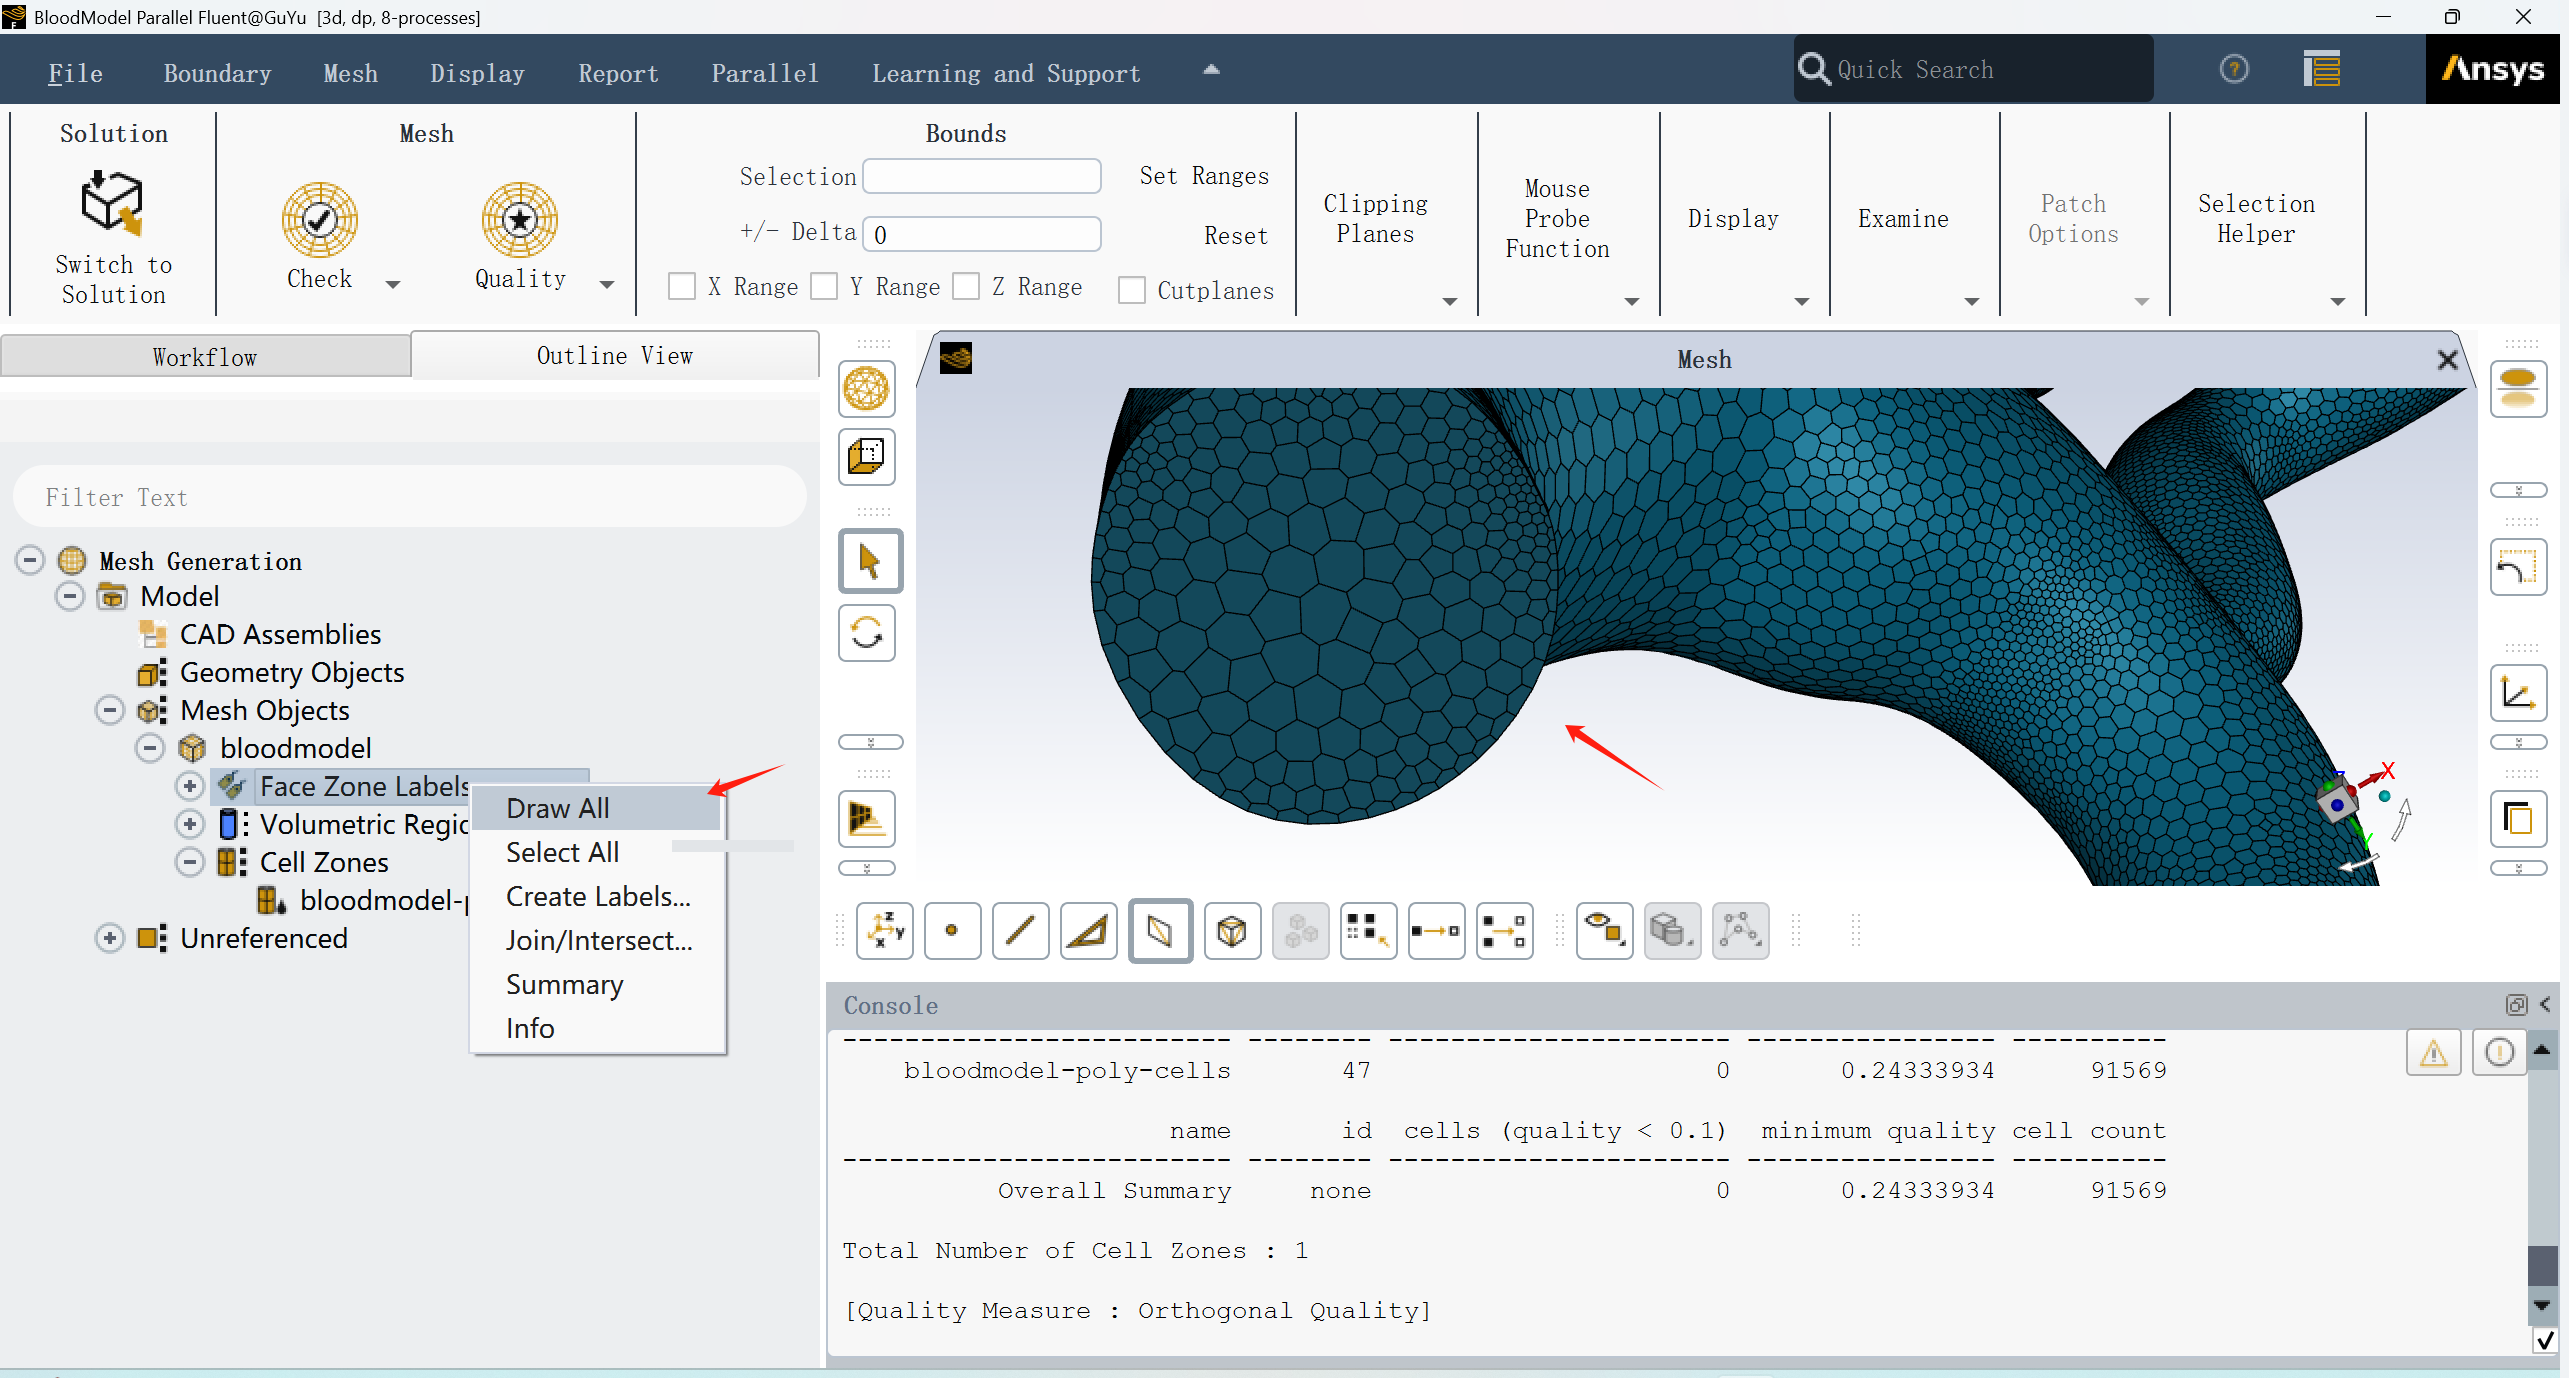 BloodModel Parallel Fluent@GuYu [3d, dp, 8-processes]
File Boundary Mesh Display Report Parallel Learning and Support
Quick Search
Ansys
Solution
Switch to
Solution
Mesh
Check
Quality
Bounds
Selection
Set Ranges
+/- Delta 0
Reset
X Range Y Range Z Range Cutplanes
Clipping
Planes
Mouse
Probe
Function
Display
Examine
Patch
Options
Selection
Helper
Workflow
Outline View
Filter Text
Mesh Generation
Model
CAD Assemblies
Geometry Objects
Mesh Objects
bloodmodel
Face Zone Labels
Volumetric Regio
Cell Zones
bloodmodel-p
Unreferenced
Draw All
Select All
Create Labels...
Join/Intersect...
Summary
Info
Mesh
X
Y
z
y
x
Console
-------------------------  --------  ----------------------  ----------------  ----------
bloodmodel-poly-cells 47 0 0.24333934 91569
name id cells (quality < 0.1) minimum quality cell count
-------------------------  --------  ----------------------  ----------------  ----------
Overall Summary none 0 0.24333934 91569
Total Number of Cell Zones : 1
[Quality Measure : Orthogonal Quality]